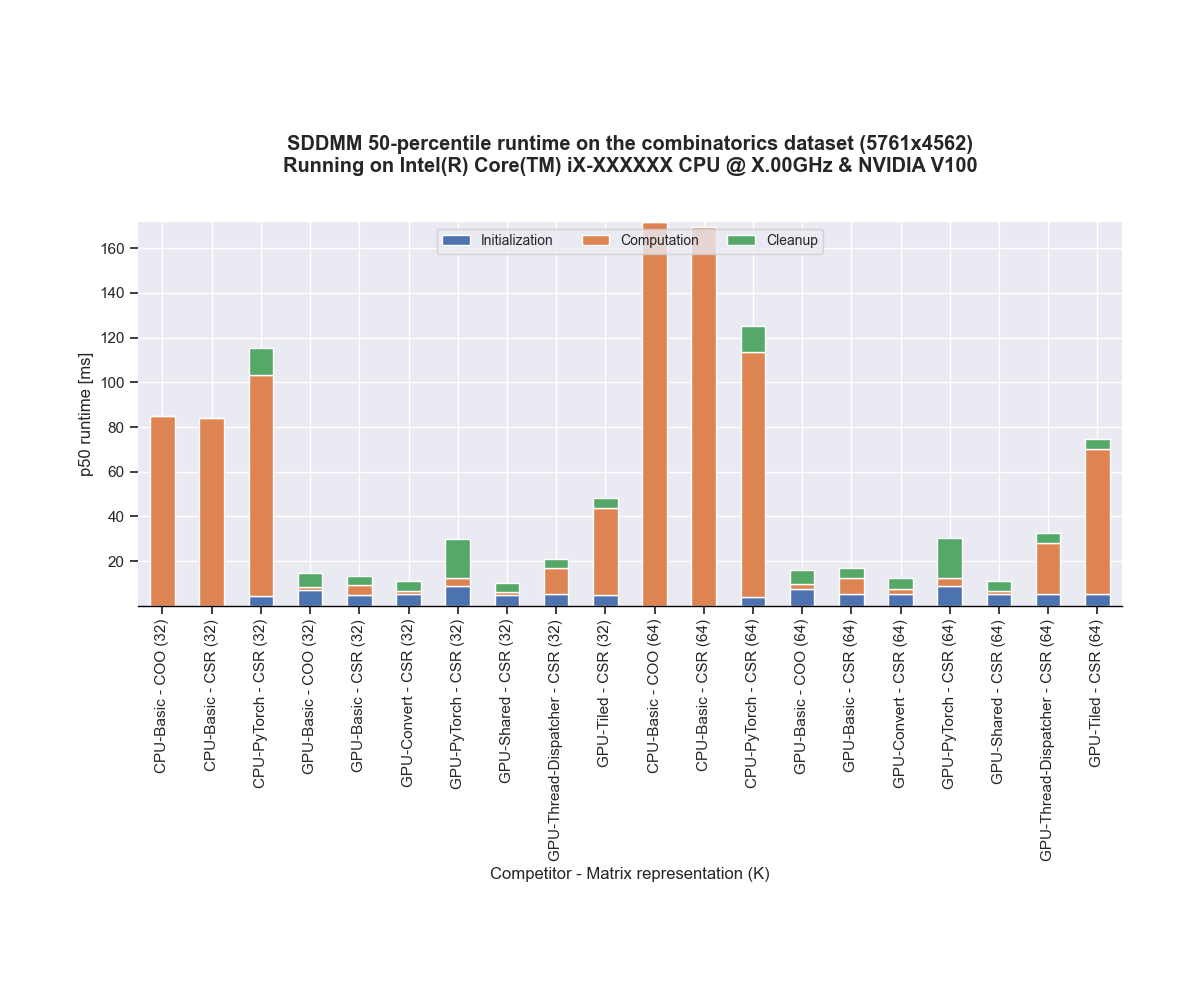 SDDMM 50-percentile runtime on the combinatorics dataset (5761x4562)
Running on Intel(R) Core(TM) iX-XXXXXX CPU @ X.00GHz & NVIDIA V100
Initialization
Computation
Cleanup
p50 runtime [ms]
160
140
120
100
80
60
40
20
CPU-Basic - COO (32)
CPU-Basic - CSR (32)
CPU-PyTorch - CSR (32)
GPU-Basic - COO (32)
GPU-Basic - CSR (32)
GPU-Convert - CSR (32)
GPU-PyTorch - CSR (32)
GPU-Shared - CSR (32)
GPU-Thread-Dispatcher - CSR (32)
GPU-Tiled - CSR (32)
CPU-Basic - COO (64)
CPU-Basic - CSR (64)
CPU-PyTorch - CSR (64)
GPU-Basic - COO (64)
GPU-Basic - CSR (64)
GPU-Convert - CSR (64)
GPU-PyTorch - CSR (64)
GPU-Shared - CSR (64)
GPU-Thread-Dispatcher - CSR (64)
GPU-Tiled - CSR (64)
Competitor - Matrix representation (K)